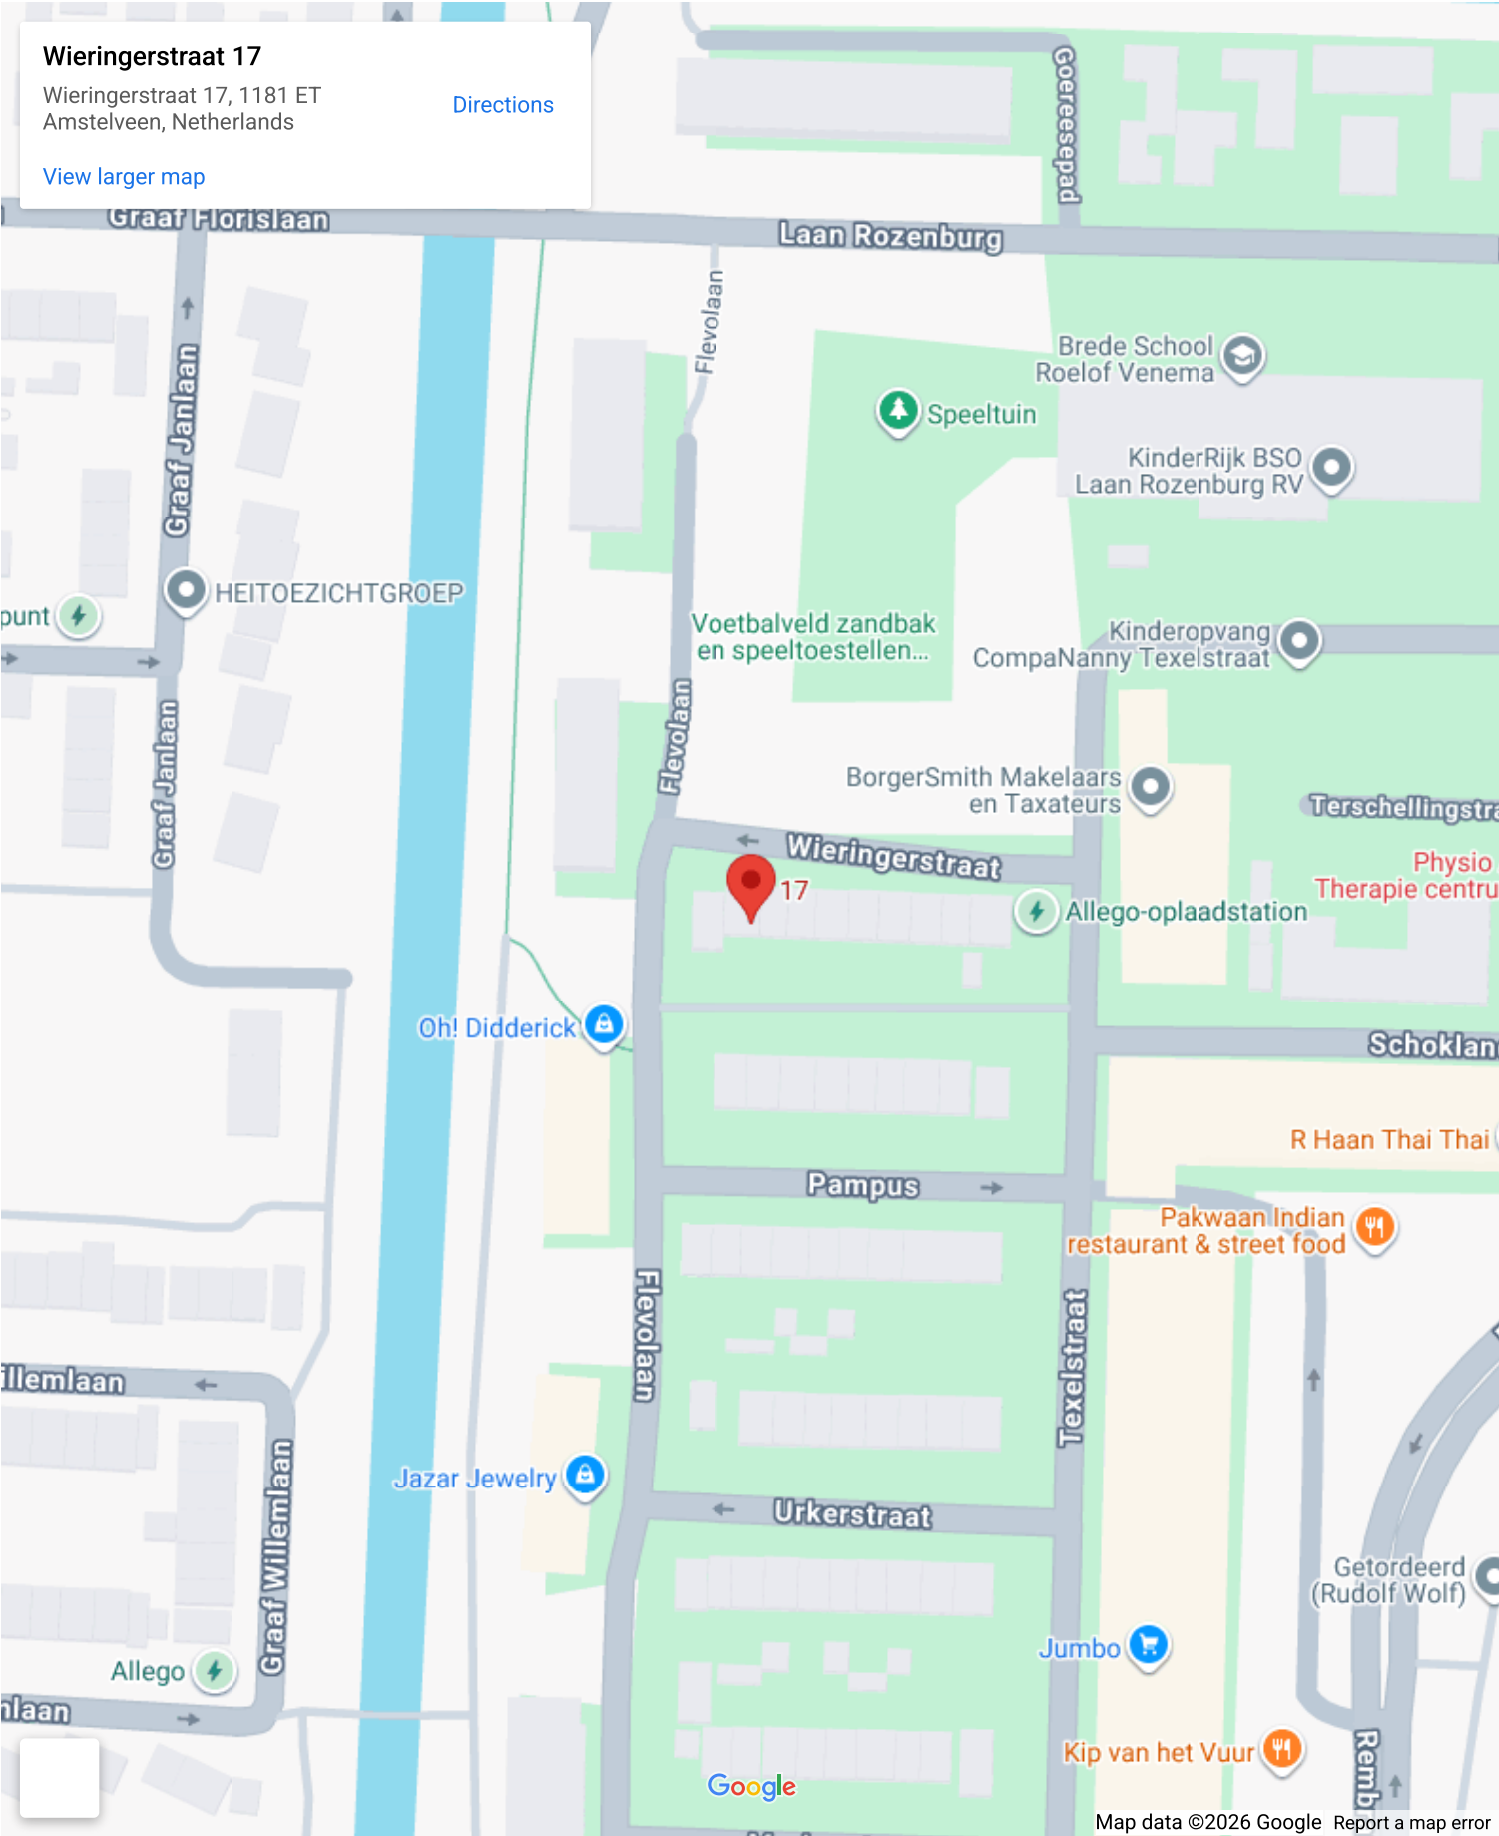 Wieringerstraat 17
Wieringerstraat 17, 1181 ET
Amstelveen, Netherlands
Directions
View larger map
Goereesepad
Graaf Florislaan
Laan Rozenburg
Flevolaan
Brede School
Roelof Venema
Graaf Janlaan
Speeltuin
KinderRijk BSO
Laan Rozenburg RV
HEITOEZICHTGROEP
punt
Voetbalveld zandbak
en speeltoestellen...
Kinderopvang
CompaNanny Texelstraat
Flevolaan
Graaf Janlaan
BorgerSmith Makelaars
en Taxateurs
Terschellingstra
Wieringerstraat
Physio
Therapie centru
17
Allego-oplaadstation
Oh! Didderick
Schoklan
R Haan Thai Thai
Pampus
Pakwaan Indian
restaurant & street food
Flevolaan
Texelstraat
illemlaan
Graaf Willemlaan
Jazar Jewelry
Urkerstraat
Getordeerd
(Rudolf Wolf)
Jumbo
Allego
nlaan
Kip van het Vuur
Remb
Google
Map data ©2026 Google
Report a map error